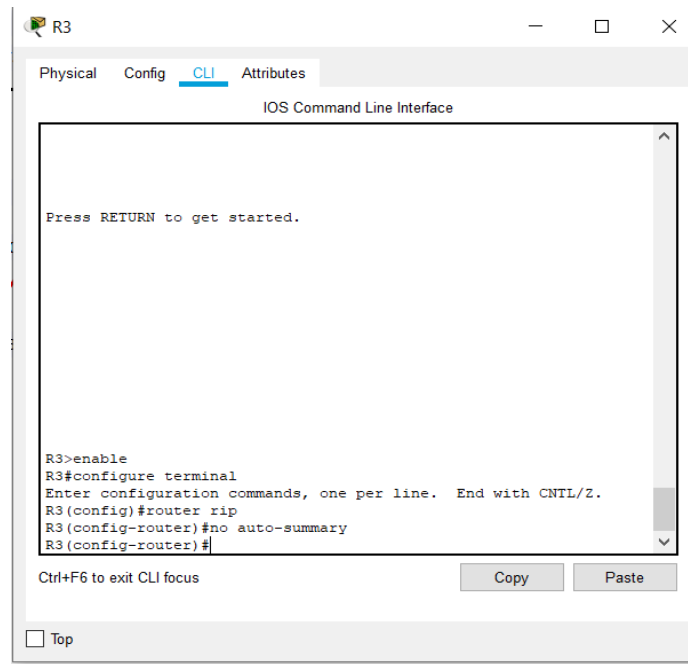 R3
Physical Config CLI Attributes
IOS Command Line Interface
Press RETURN to get started.
R3>enable
R3#configure terminal
Enter configuration commands, one per line.  End with CNTL/Z.
R3(config)#router rip
R3(config-router)#no auto-summary
R3(config-router)#
Ctrl+F6 to exit CLI focus
Copy Paste
Top